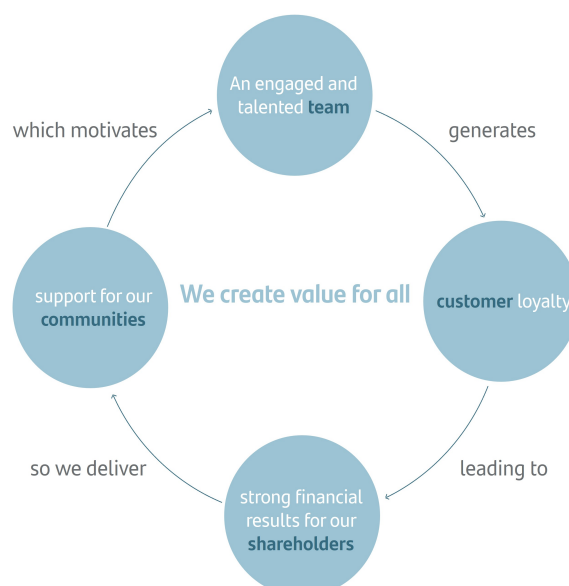 An engaged and
talented team
generates
customer loyalty
leading to
strong financial
results for our
shareholders
so we deliver
support for our
communities
which motivates
We create value for all